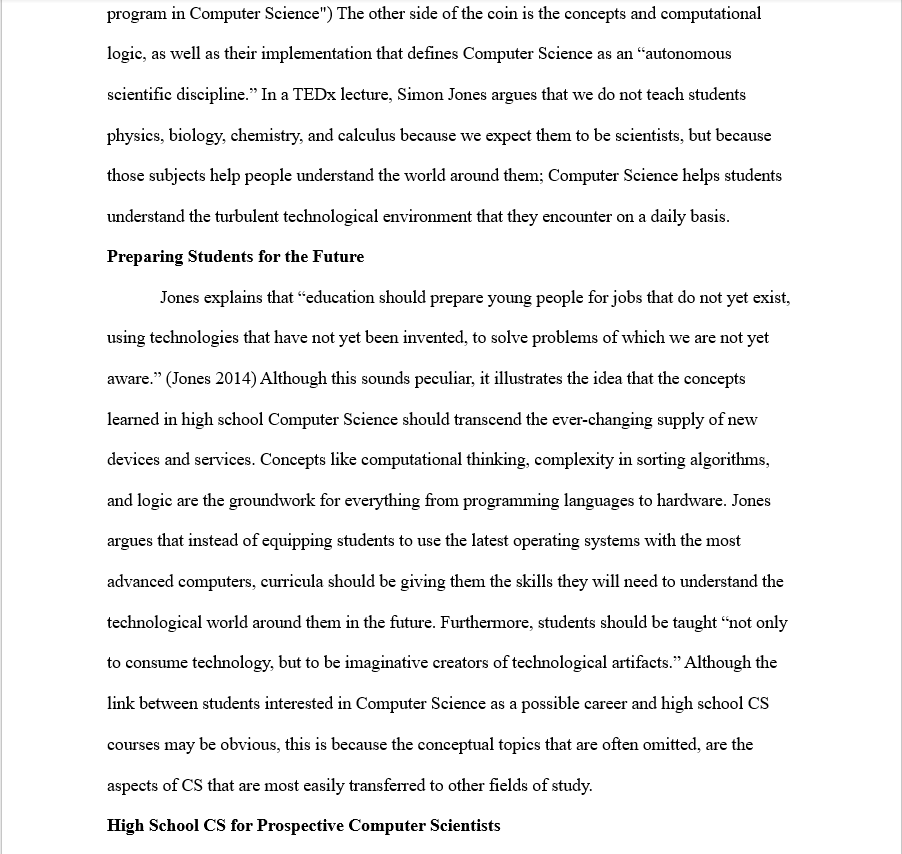 program in Computer Science") The other side of the coin is the concepts and computational
logic, as well as their implementation that defines Computer Science as an “autonomous
scientific discipline.” In a TEDx lecture, Simon Jones argues that we do not teach students
physics, biology, chemistry, and calculus because we expect them to be scientists, but because
those subjects help people understand the world around them; Computer Science helps students
understand the turbulent technological environment that they encounter on a daily basis.
Preparing Students for the Future
Jones explains that “education should prepare young people for jobs that do not yet exist,
using technologies that have not yet been invented, to solve problems of which we are not yet
aware.” (Jones 2014) Although this sounds peculiar, it illustrates the idea that the concepts
learned in high school Computer Science should transcend the ever-changing supply of new
devices and services. Concepts like computational thinking, complexity in sorting algorithms,
and logic are the groundwork for everything from programming languages to hardware. Jones
argues that instead of equipping students to use the latest operating systems with the most
advanced computers, curricula should be giving them the skills they will need to understand the
technological world around them in the future. Furthermore, students should be taught “not only
to consume technology, but to be imaginative creators of technological artifacts.” Although the
link between students interested in Computer Science as a possible career and high school CS
courses may be obvious, this is because the conceptual topics that are often omitted, are the
aspects of CS that are most easily transferred to other fields of study.
High School CS for Prospective Computer Scientists